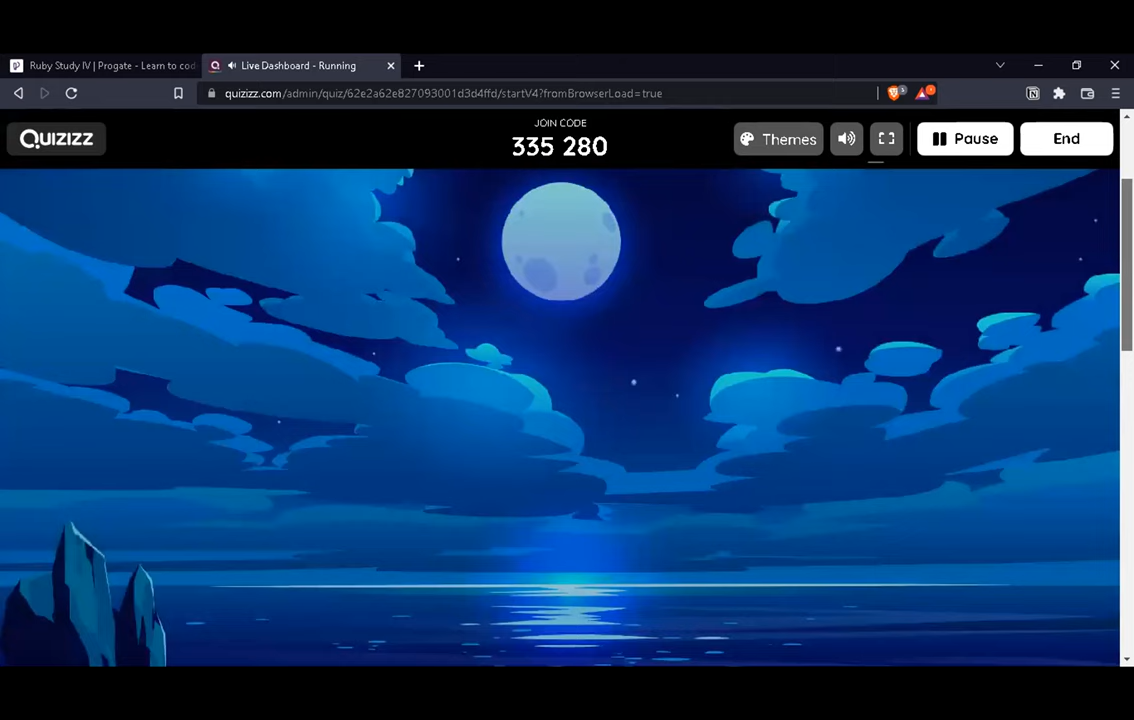 Ruby Study IV | Progate - Learn to cod
Live Dashboard - Running
quizizz.com/admin/quiz/62e2a62e827093001d3d4ffd/startV4?fromBrowserLoad=true
Quizizz
JOIN CODE
335 280
Themes
Pause
End